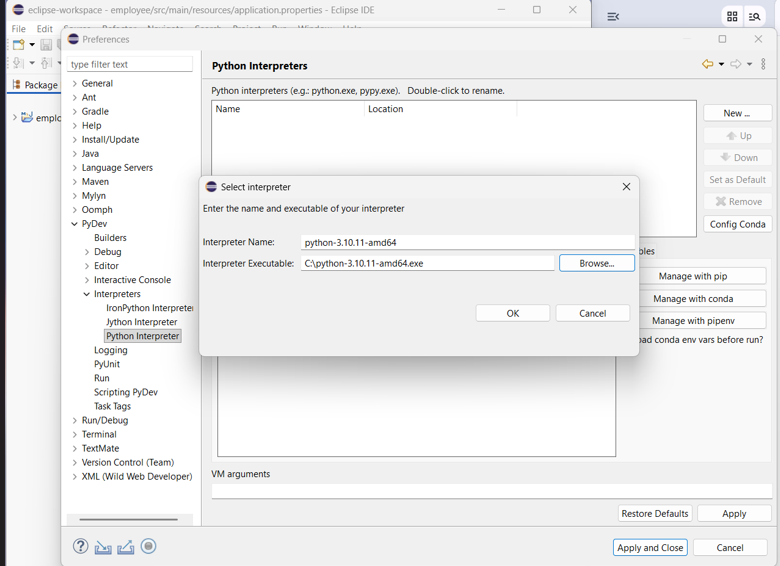 eclipse-workspace - employee/src/main/resources/application.properties - Eclipse IDE
File Edit
Package
emplo
Preferences
type filter text
General
Ant
Gradle
Help
Install/Update
Java
Language Servers
Maven
Mylyn
Oomph
PyDev
Builders
Debug
Editor
Interactive Console
Interpreters
IronPython Interpreter
Jython Interpreter
Python Interpreter
Logging
PyUnit
Run
Scripting PyDev
Task Tags
Run/Debug
Terminal
TextMate
Version Control (Team)
XML (Wild Web Developer)
Python Interpreters
Python interpreters (e.g.: python.exe, pypy.exe). Double-click to rename.
Name Location
New ...
Up
Down
Set as Default
Remove
Config Conda
Select interpreter
Enter the name and executable of your interpreter
Interpreter Name: python-3.10.11-amd64
Interpreter Executable: C:\python-3.10.11-amd64.exe Browse...
OK Cancel
bles
Manage with pip
Manage with conda
Manage with pipenv
oad conda env vars before run?
VM arguments
Restore Defaults Apply
Apply and Close Cancel